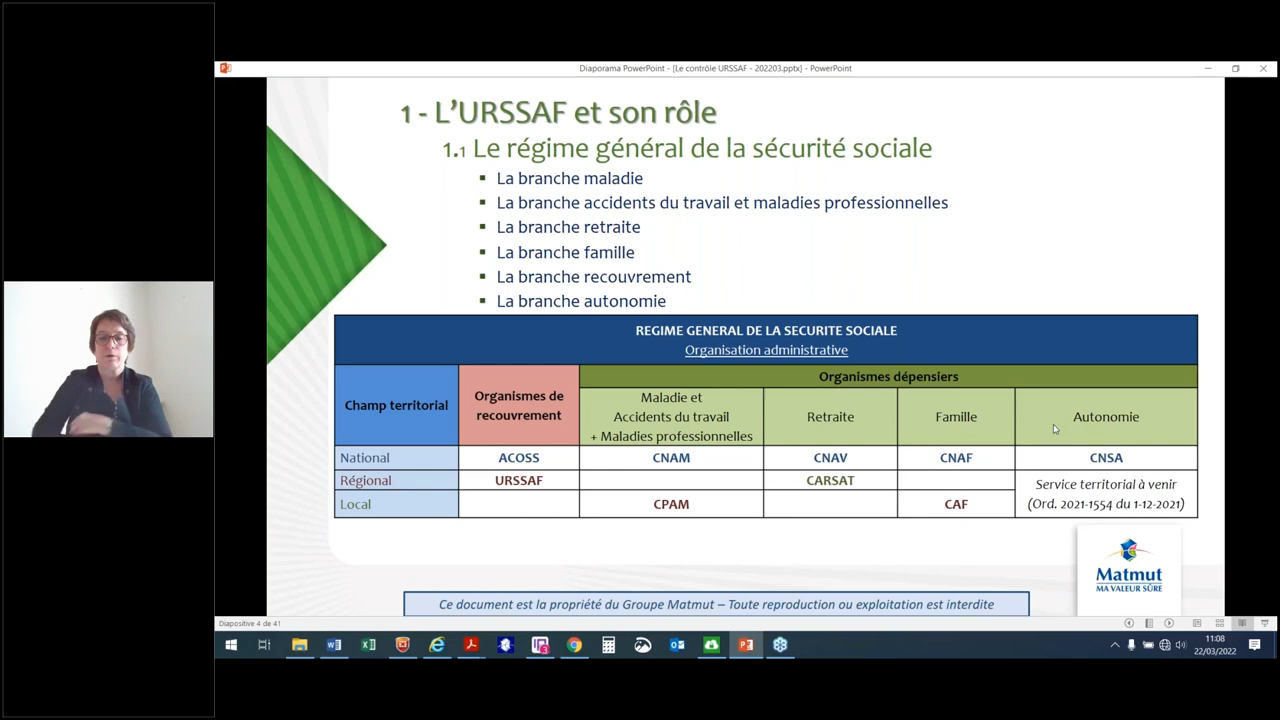 Diaporama PowerPoint - [Le contrôle URSSAF - 202203.pptx] - PowerPoint
1 - L'URSSAF et son rôle
1.1 Le régime général de la sécurité sociale
▪ La branche maladie
▪ La branche accidents du travail et maladies professionnelles
▪ La branche retraite
▪ La branche famille
▪ La branche recouvrement
▪ La branche autonomie
REGIME GENERAL DE LA SECURITE SOCIALE
Organisation administrative
Champ territorial
Organismes de
recouvrement
Organismes dépensiers
Maladie et
Accidents du travail
+ Maladies professionnelles
Retraite
Famille
Autonomie
National ACOSS CNAM CNAV CNAF CNSA
Régional URSSAF CARSAT
Service territorial à venir
(Ord. 2021-1554 du 1-12-2021)
Local CPAM CAF
Matmut
MA VALEUR SÛRE
Ce document est la propriété du Groupe Matmut – Toute reproduction ou exploitation est interdite
Diapositive 4 de 41
11:08
22/03/2022